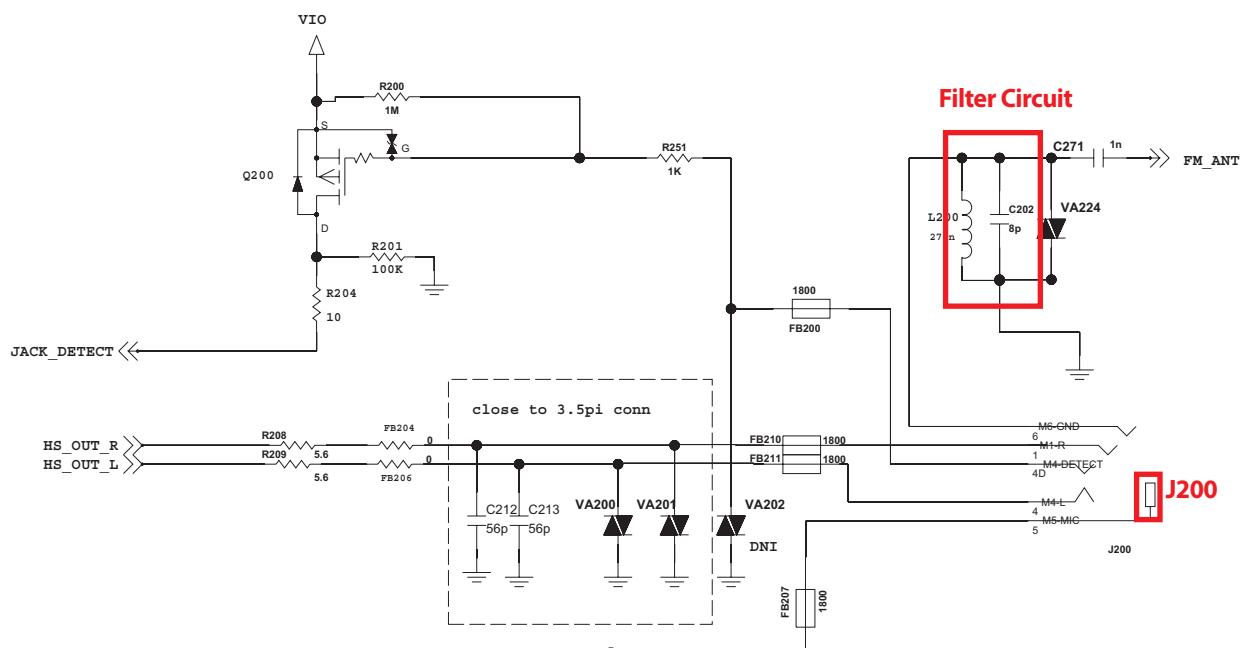 VIO
R200
1M
S
G
Q200
D
R201
100K
R204
10
JACK_DETECT
R251
1K
Filter Circuit
C271
1n
FM_ANT
L200
C202
8p
VA224
1800
FB200
close to 3.5pi conn
HS_OUT_R
HS_OUT_L
R208
5.6
R209
5.6
FB204
0
FB206
0
C212
56p
C213
56p
VA200
VA201
VA202
DNI
FB210
1800
FB211
1800
M6-GND
6
M1-R
1
M4-DETECT
4D
M4-L
4
M5-MIC
5
J200
J200
FB207
1800